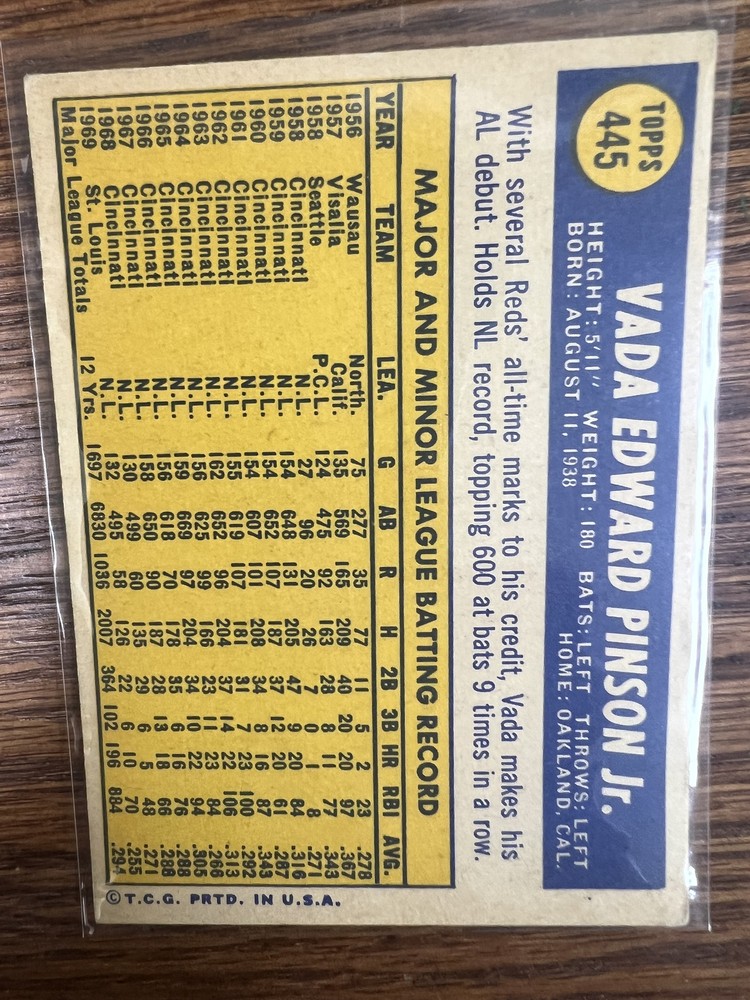 TOPPS
445
VADA EDWARD PINSON Jr.
HEIGHT: 5'11" WEIGHT: 180 BATS: LEFT THROWS: LEFT
BORN: AUGUST 11, 1938 HOME: OAKLAND, CAL.
With several Reds' all-time marks to his credit, Vada makes his
AL debut. Holds NL record, topping 600 at bats 9 times in a row.
MAJOR AND MINOR LEAGUE BATTING RECORD
YEAR TEAM LEA. G AB R H 2B 3B HR RBI AVG.
1956 Wausau North. 75 277 35 77 11 5 2 23 .278
1957 Visalia Calif. 135 569 165 209 40 20 20 97 .367
1958 Seattle P.C.L. 124 475 92 163 28 8 11 77 .343
1958 Cincinnati N.L. 27 96 20 26 7 0 1 8 .271
1959 Cincinnati N.L. 154 648 131 205 47 9 20 84 .316
1960 Cincinnati N.L. 154 652 107 187 37 12 20 61 .287
1961 Cincinnati N.L. 154 607 101 208 34 8 16 87 .343
1962 Cincinnati N.L. 155 619 107 181 31 7 23 100 .292
1963 Cincinnati N.L. 162 652 96 204 37 14 22 106 .313
1964 Cincinnati N.L. 156 625 99 166 23 11 23 84 .266
1965 Cincinnati N.L. 159 669 97 204 34 10 22 94 .305
1966 Cincinnati N.L. 156 618 70 178 35 6 16 76 .288
1967 Cincinnati N.L. 158 650 90 187 28 13 18 66 .288
1968 Cincinnati N.L. 130 499 60 135 29 6 5 48 .271
1969 St. Louis N.L. 132 495 58 126 22 6 10 70 .255
Major League Totals 12 Yrs. 1697 6830 1036 2007 364 102 196 884 .294
© T.C.G. PRTD. IN U.S.A.